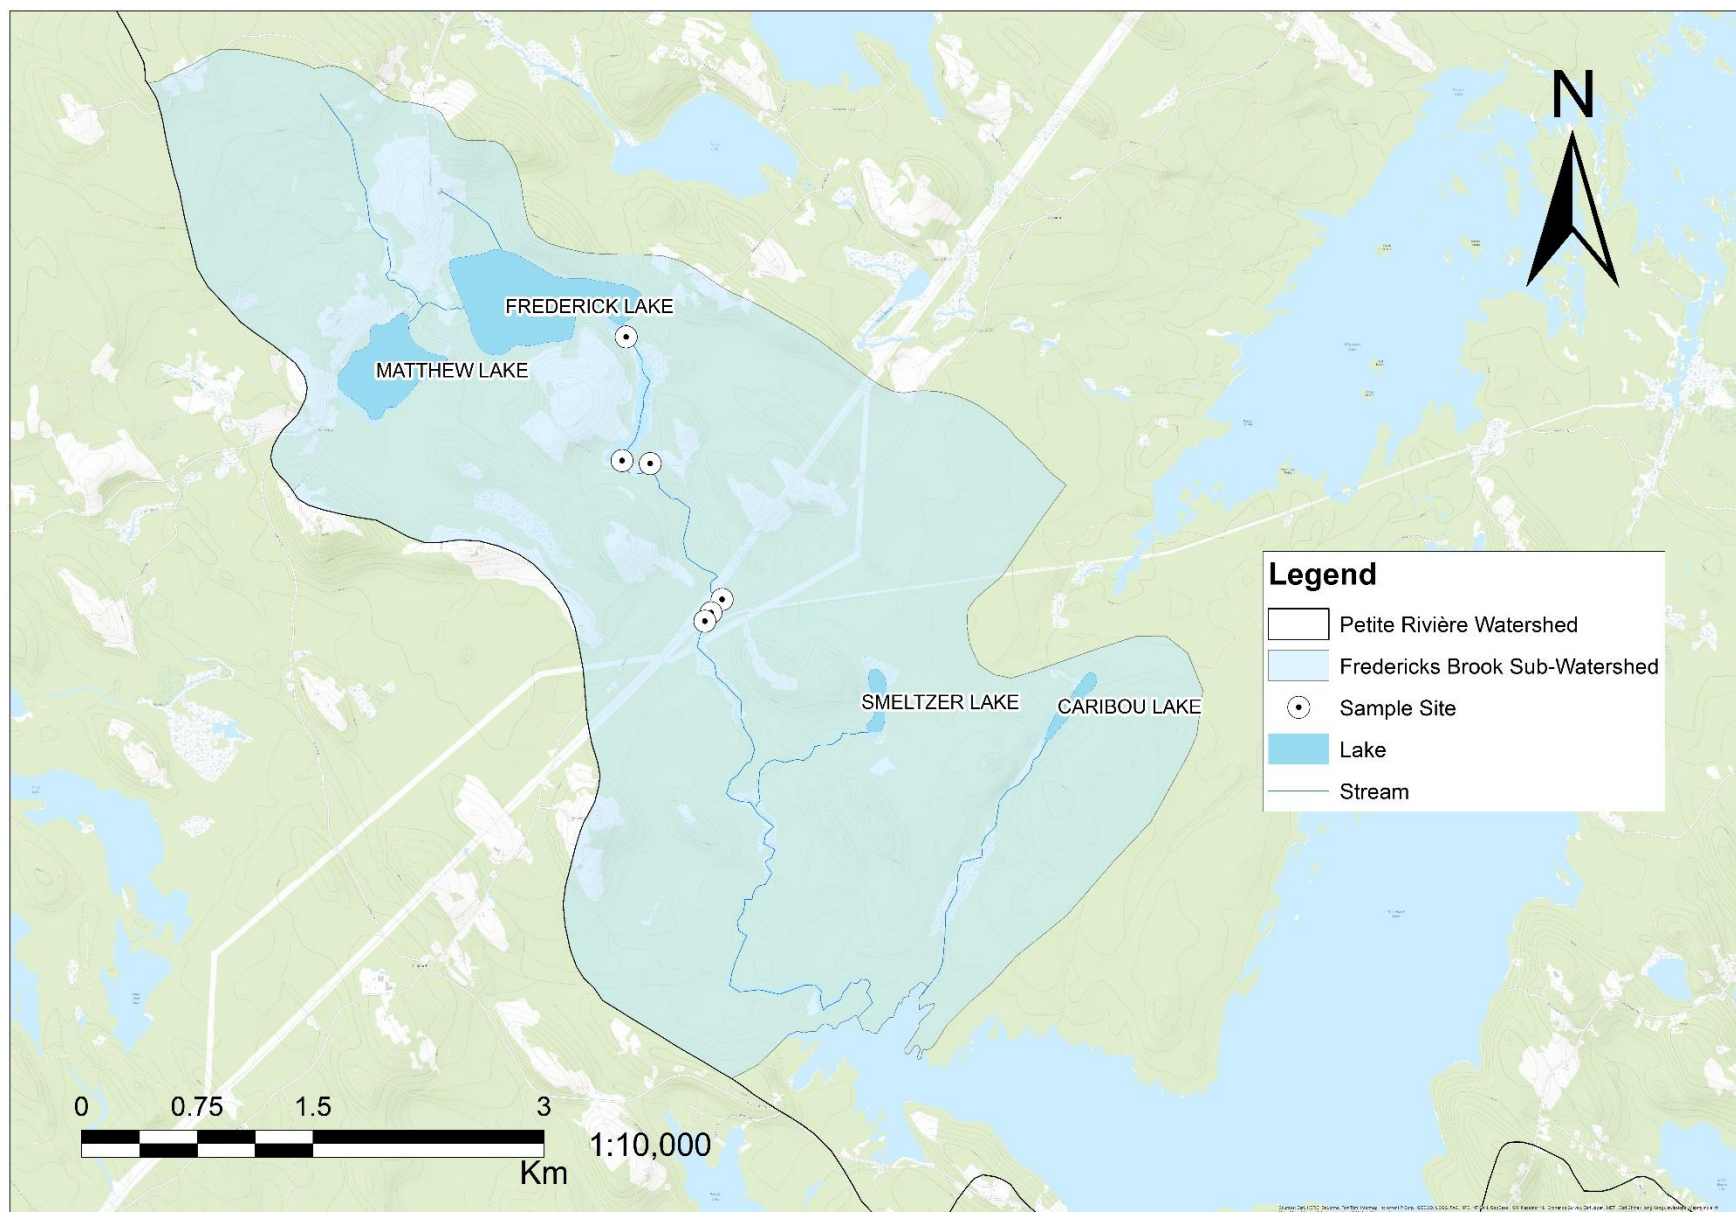 N
FREDERICK LAKE
MATTHEW LAKE
SMELTZER LAKE
CARIBOU LAKE
Legend
Petite Rivière Watershed
Fredericks Brook Sub-Watershed
Sample Site
Lake
Stream
0 0.75 1.5 3
1:10,000
Km